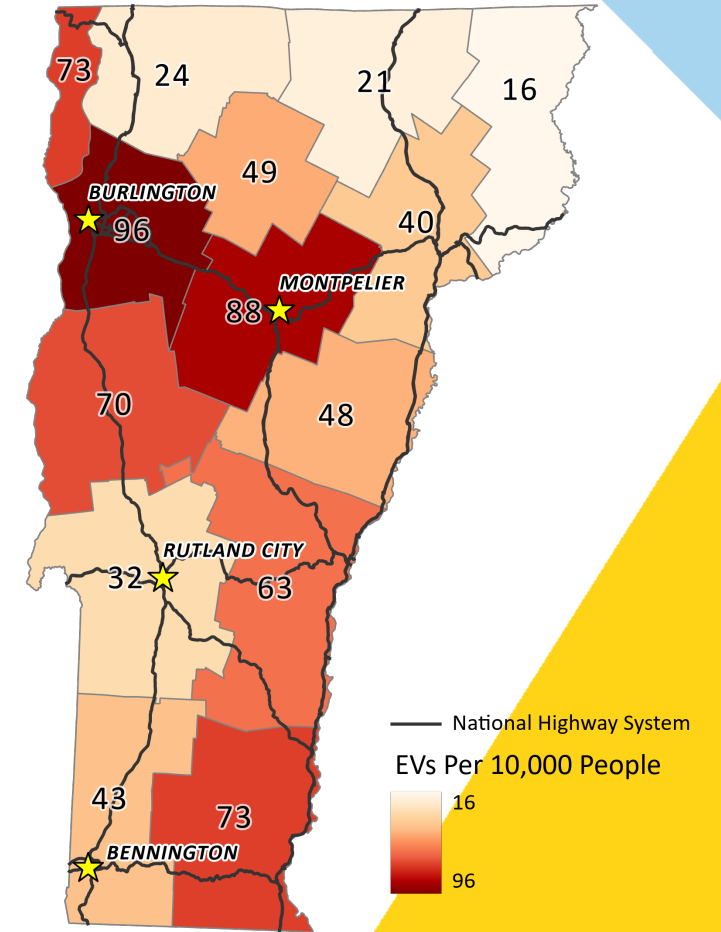 73
24
21
16
49
BURLINGTON
96
40
MONTPELIER
88
70
48
RUTLAND CITY
32
63
43
73
BENNINGTON
National Highway System
EVs Per 10,000 People
16
96